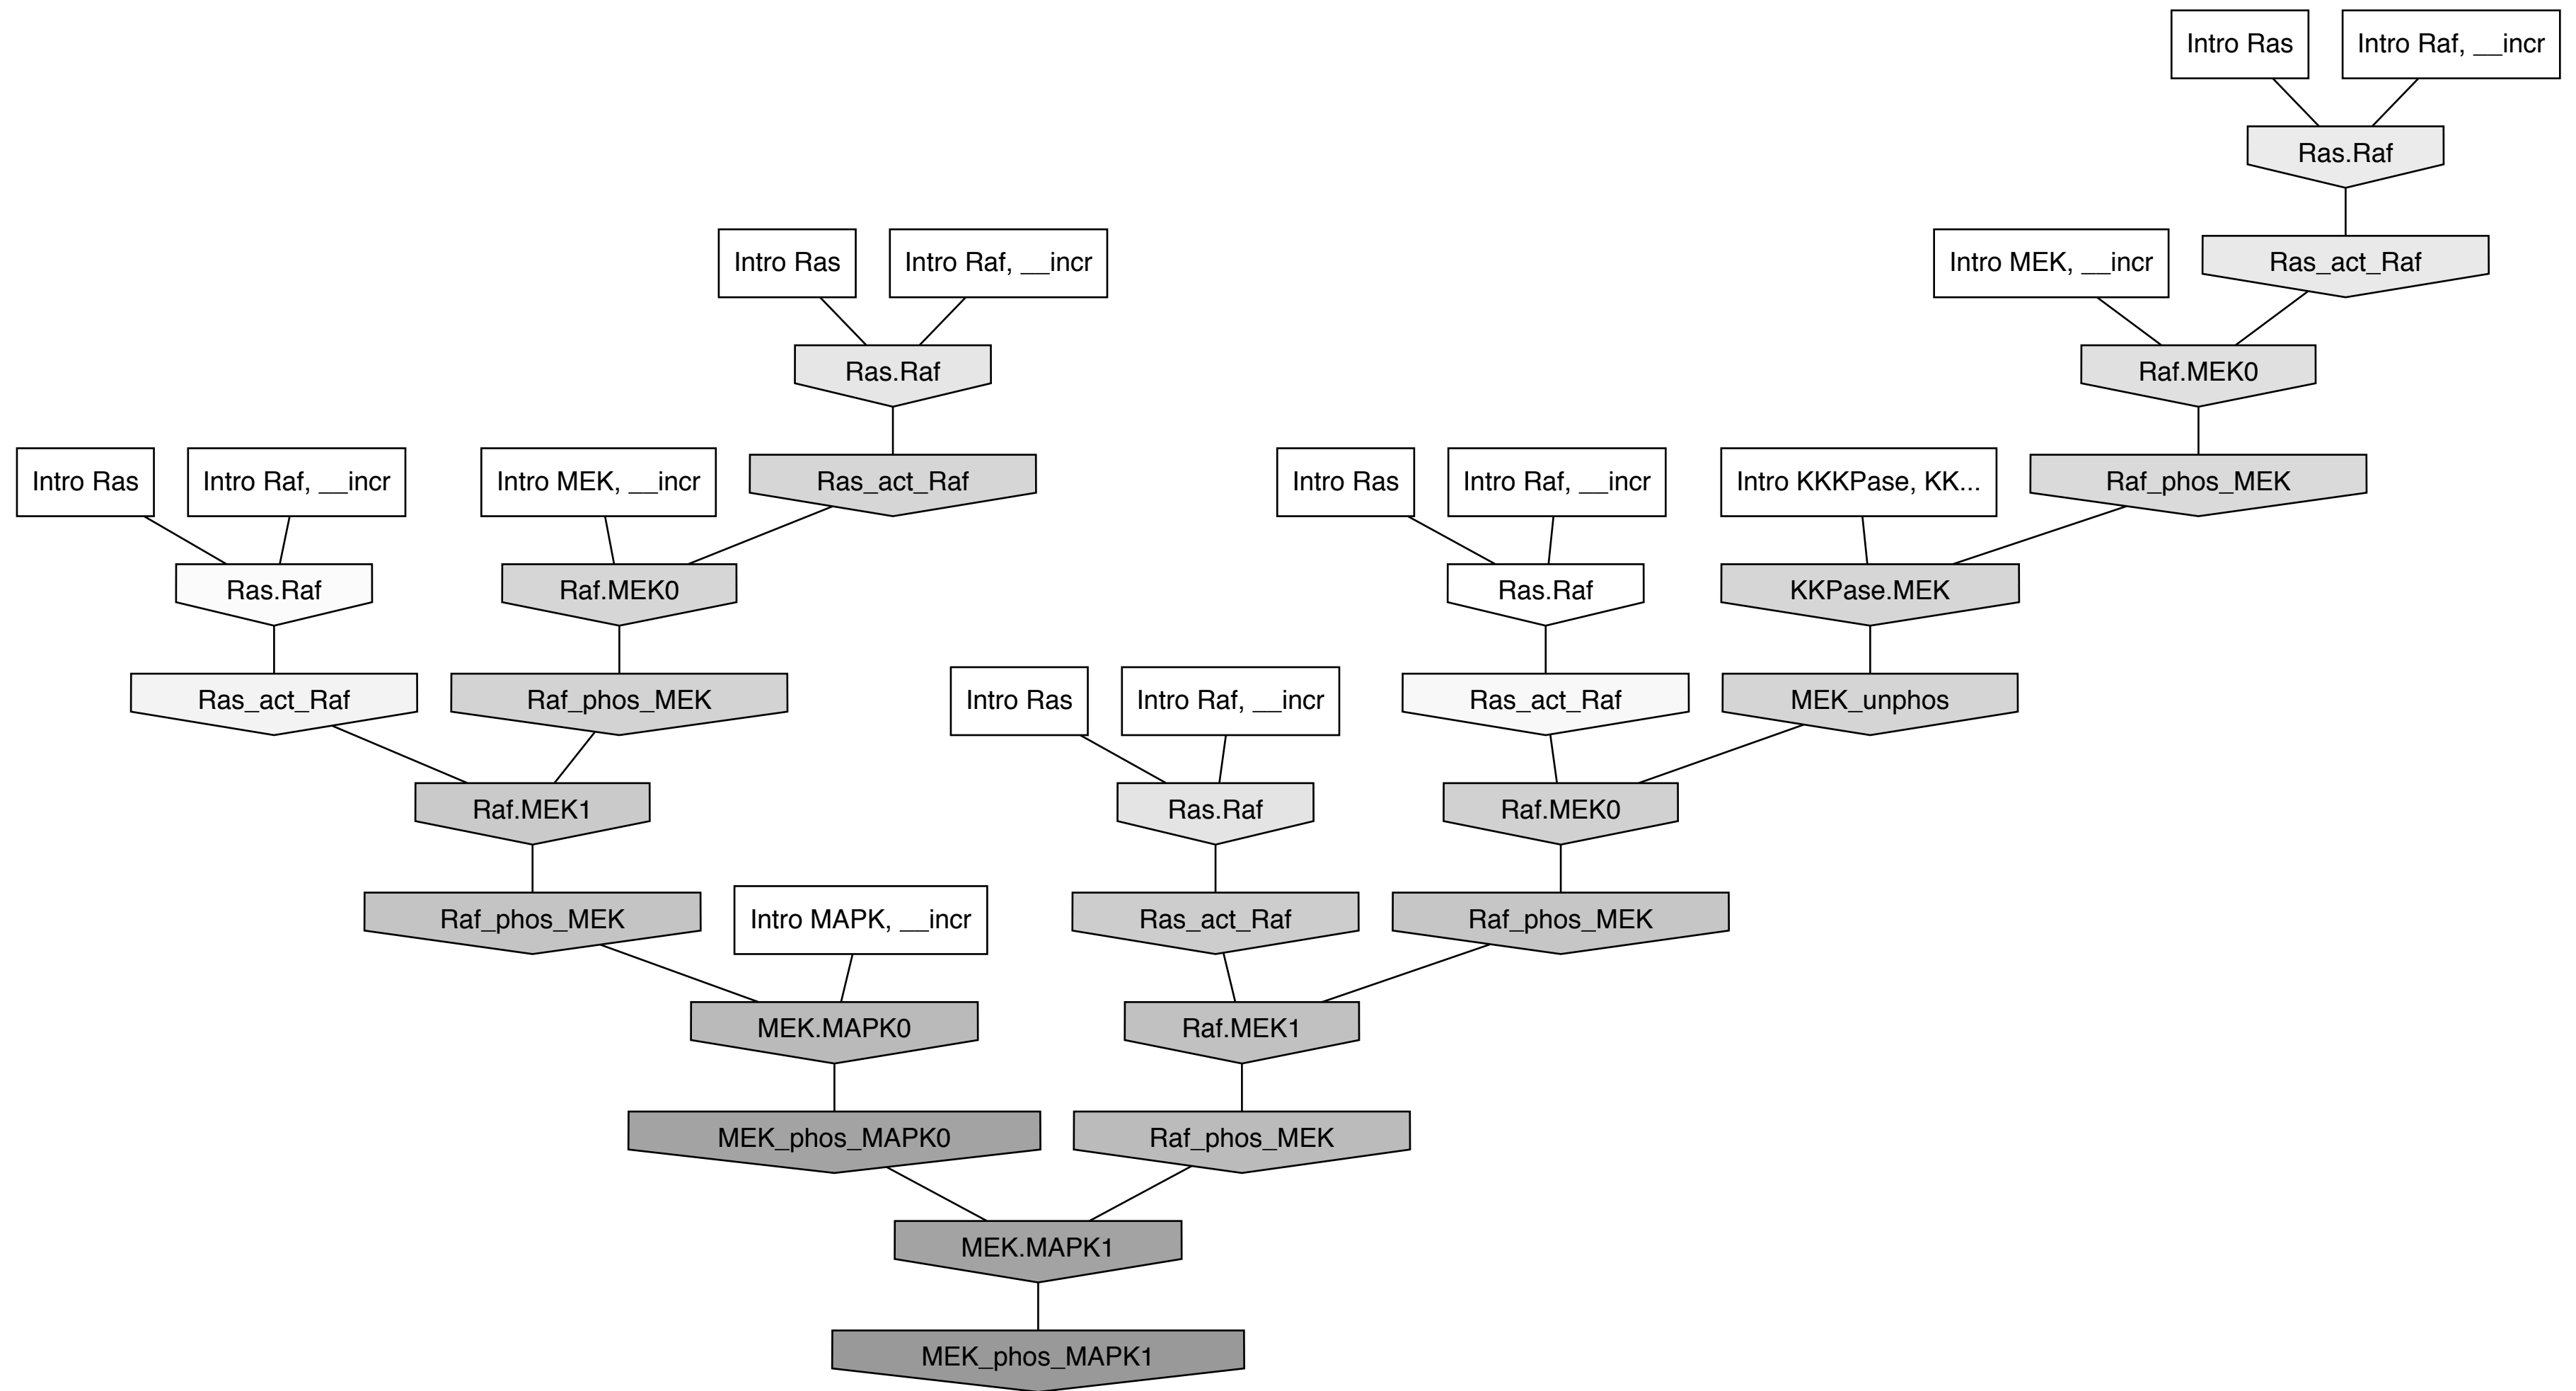 Intro Ras
Intro Raf, __incr
Ras.Raf
Intro Ras
Intro Raf, __incr
Intro MEK, __incr
Ras_act_Raf
Ras.Raf
Raf.MEK0
Intro Ras
Intro Raf, __incr
Intro MEK, __incr
Ras_act_Raf
Intro Ras
Intro Raf, __incr
Intro KKKPase, KK...
Raf_phos_MEK
Ras.Raf
Raf.MEK0
Ras.Raf
KKPase.MEK
Ras_act_Raf
Raf_phos_MEK
Intro Ras
Intro Raf, __incr
Ras_act_Raf
MEK_unphos
Raf.MEK1
Ras.Raf
Raf.MEK0
Raf_phos_MEK
Intro MAPK, __incr
Ras_act_Raf
Raf_phos_MEK
MEK.MAPK0
Raf.MEK1
MEK_phos_MAPK0
Raf_phos_MEK
MEK.MAPK1
MEK_phos_MAPK1